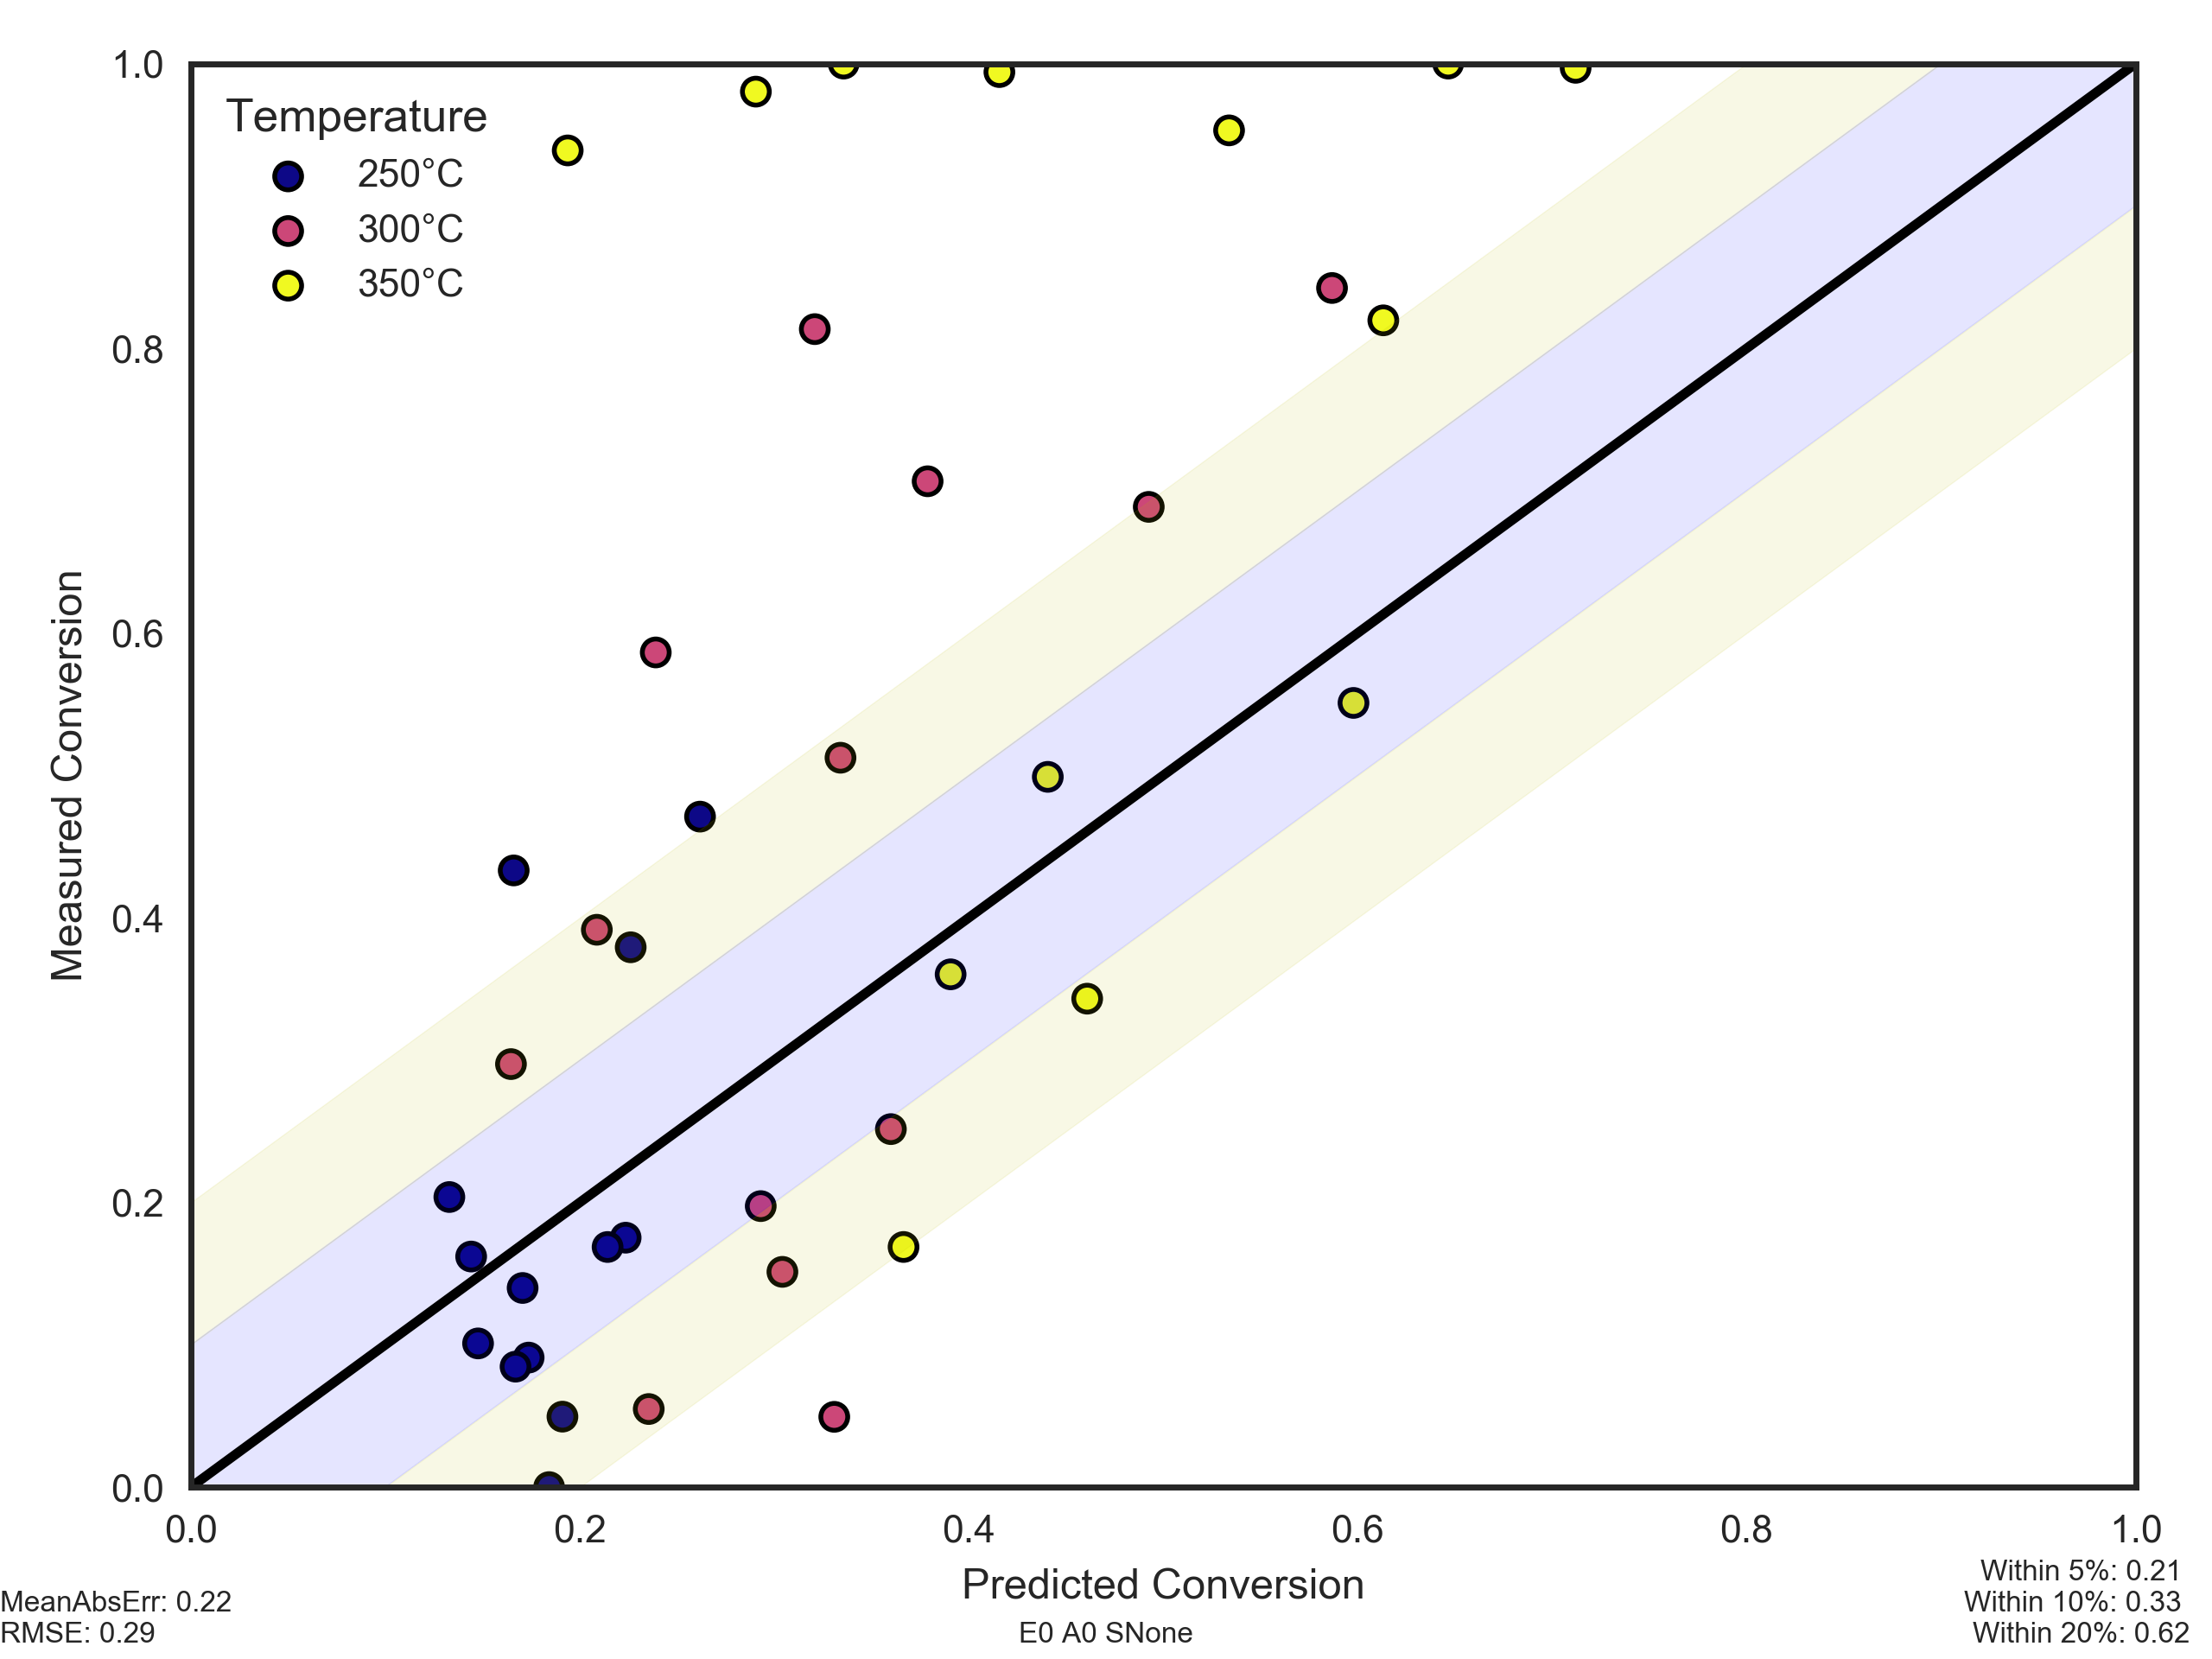 1.0
0.8
0.6
0.4
0.2
0.0
Measured Conversion
Temperature
250°C
300°C
350°C
0.0 0.2 0.4 0.6 0.8 1.0
Predicted Conversion
E0 A0 SNone
MeanAbsErr: 0.22
RMSE: 0.29
Within 5%: 0.21
Within 10%: 0.33
Within 20%: 0.62